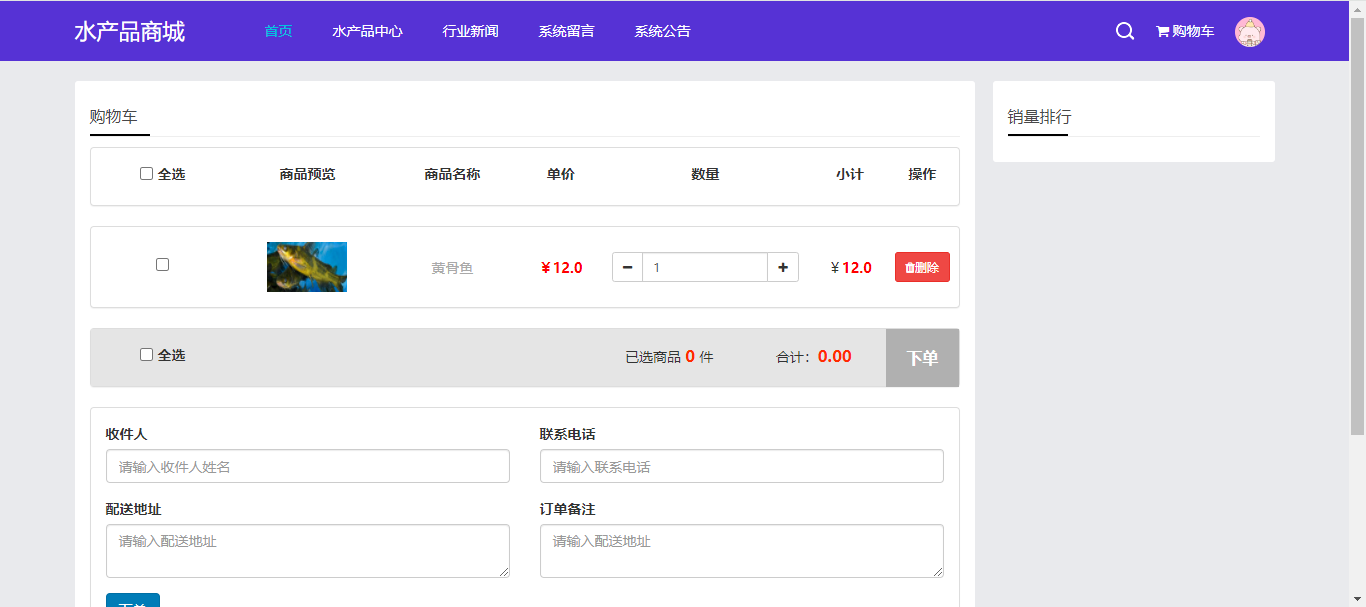 水产品商城 首页 水产品中心 行业新闻 系统留言 系统公告 购物车
购物车
全选 商品预览 商品名称 单价 数量 小计 操作
黄骨鱼 ¥12.0 1 ¥ 12.0 删除
全选 已选商品 0 件 合计：0.00 下单
收件人 联系电话
请输入收件人姓名 请输入联系电话
配送地址 订单备注
请输入配送地址 请输入配送地址
下单
销量排行